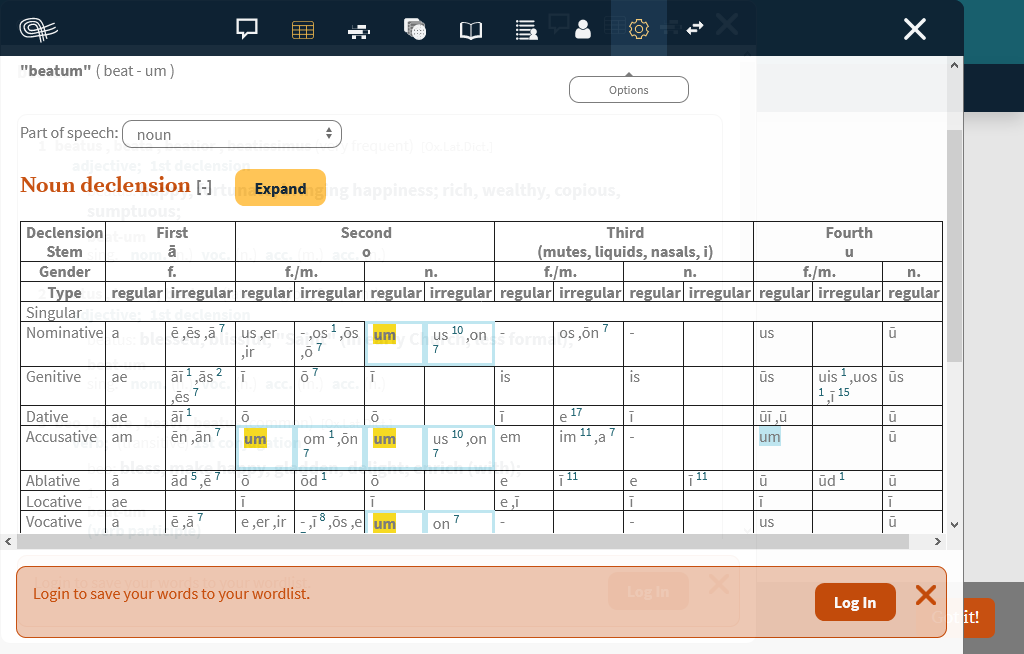 Options
"beatum" ( beat - um )
Part of speech: noun
Noun declension [-] Expand
Declension First Second Third Fourth
Stem ā o (mutes, liquids, nasals, i) u
Gender f. f./m. n. f./m. n. f./m. n.
Type regular irregular regular irregular regular irregular regular irregular regular irregular regular irregular regular
Singular
Nominative a ē ,ēs ,ā 7 us ,er ,ir - ,os 1 ,ōs ,ō 7 um us 10 ,on 7 - os ,ōn 7 - us ū
Genitive ae āī 1 ,ās 2 ,ēs 7 ī ō 7 ī is is ūs uis 1 ,uos 1 ,ī 15 ūs
Dative ae āī 1 ō ō ī e 17 ī ūī ,ū ū
Accusative am ēn ,ān 7 um om 1 ,ōn 7 um us 10 ,on 7 em im 11 ,a 7 - um ū
Ablative ā ād 5 ,ē 7 ō ōd 1 ō e ī 11 e ī 11 ū ūd 1 ū
Locative ae ī ī e ,ī ī ī ī
Vocative a ē ,ā 7 e ,er ,ir - ,ī 8 ,ōs ,e um on 7 - - us ū
Login to save your words to your wordlist. Log In
it!